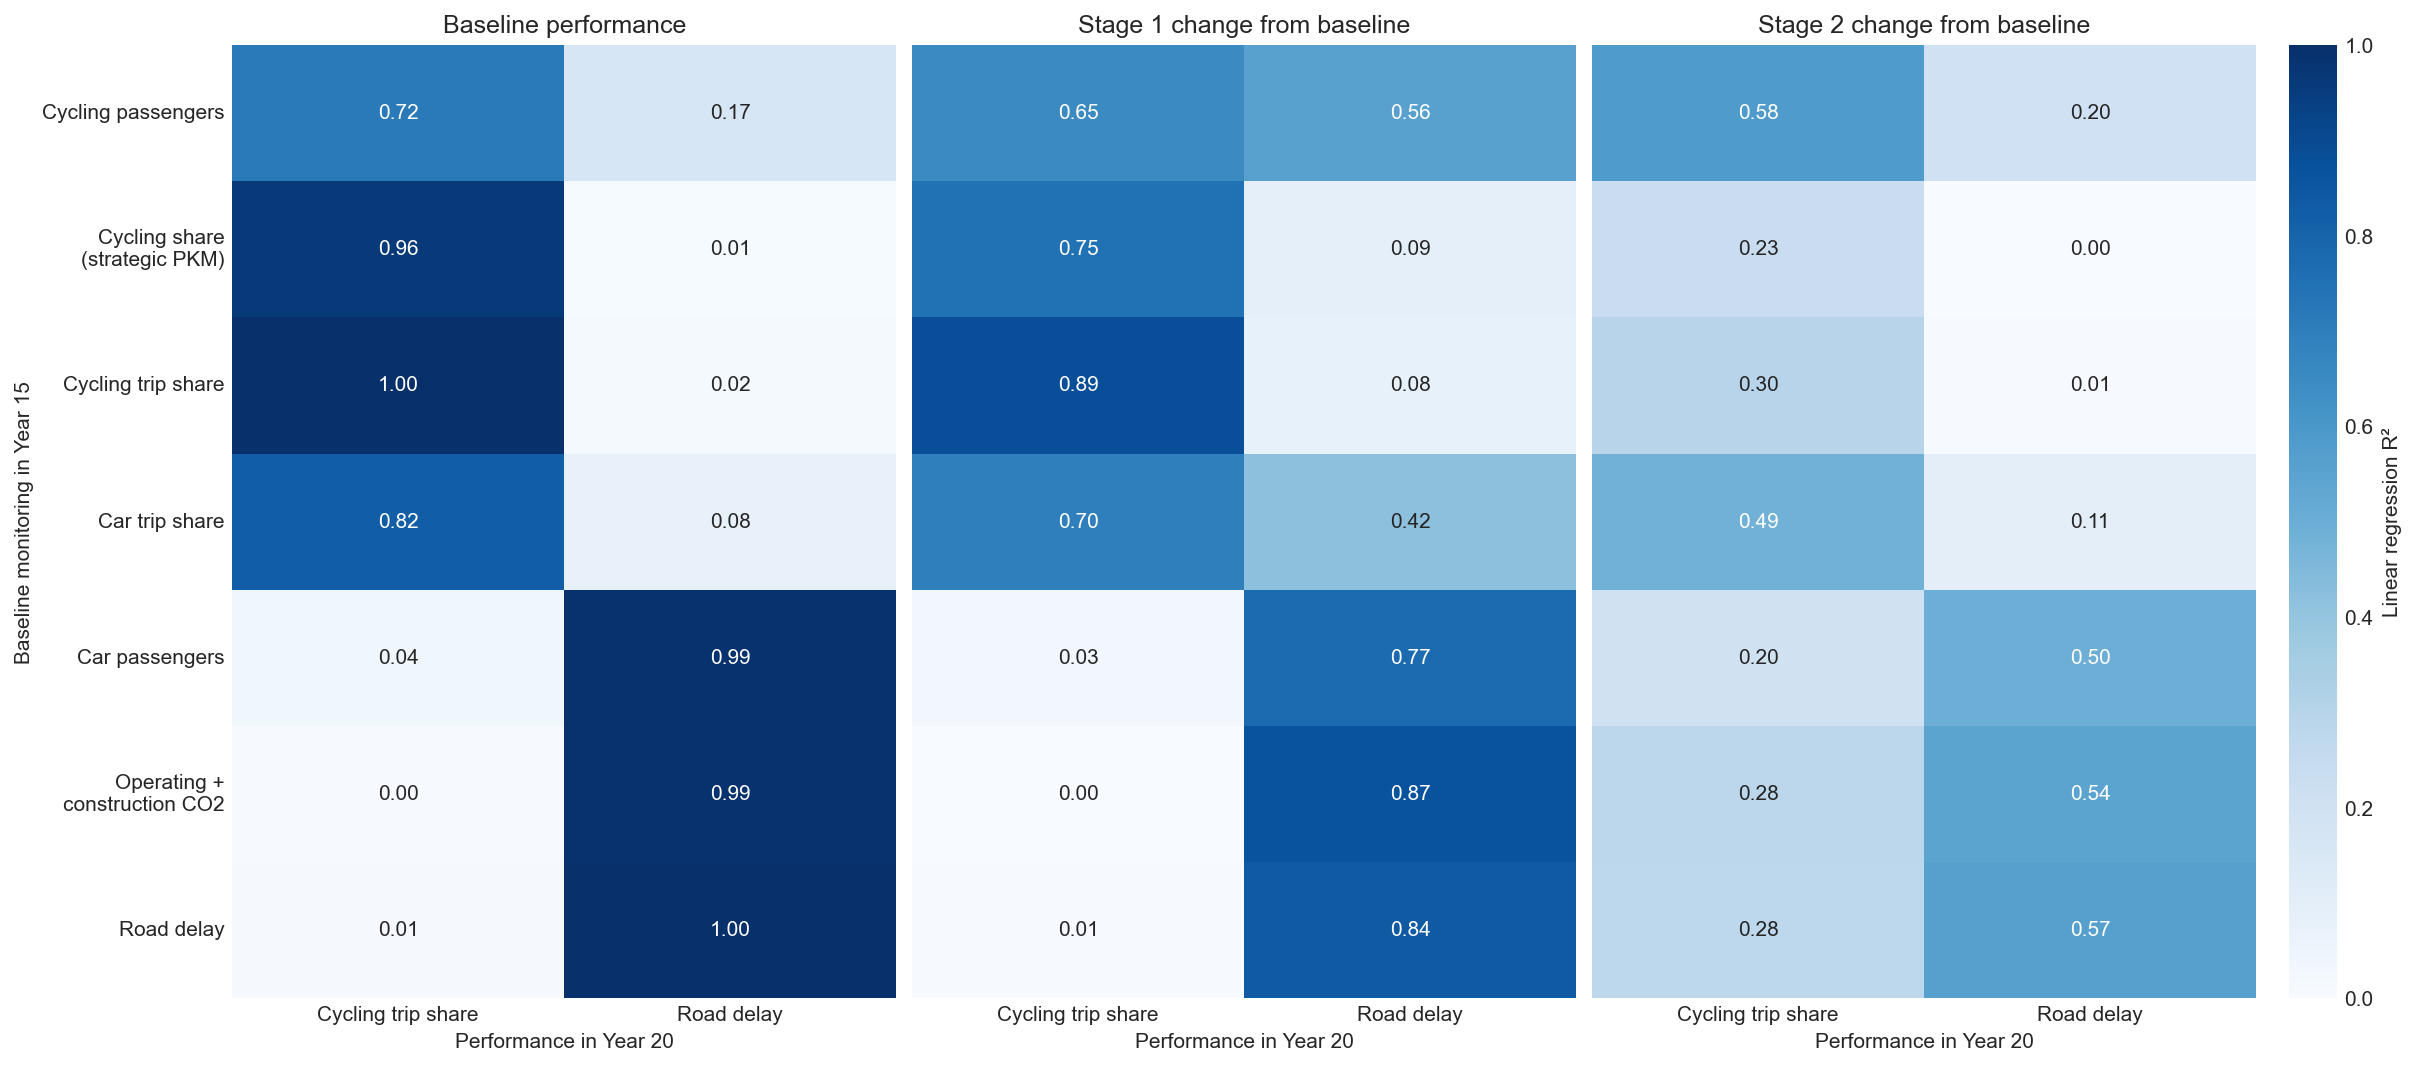 Baseline performance
Stage 1 change from baseline
Stage 2 change from baseline
Baseline monitoring in Year 15
Cycling passengers
0.72 0.17 0.65 0.56 0.58 0.20
Cycling share
(strategic PKM)
0.96 0.01 0.75 0.09 0.23 0.00
Cycling trip share
1.00 0.02 0.89 0.08 0.30 0.01
Car trip share
0.82 0.08 0.70 0.42 0.49 0.11
Car passengers
0.04 0.99 0.03 0.77 0.20 0.50
Operating +
construction CO2
0.00 0.99 0.00 0.87 0.28 0.54
Road delay
0.01 1.00 0.01 0.84 0.28 0.57
Cycling trip share Road delay
Performance in Year 20
Cycling trip share Road delay
Performance in Year 20
Cycling trip share Road delay
Performance in Year 20
1.0
0.8
0.6
0.4
0.2
0.0
Linear regression R²